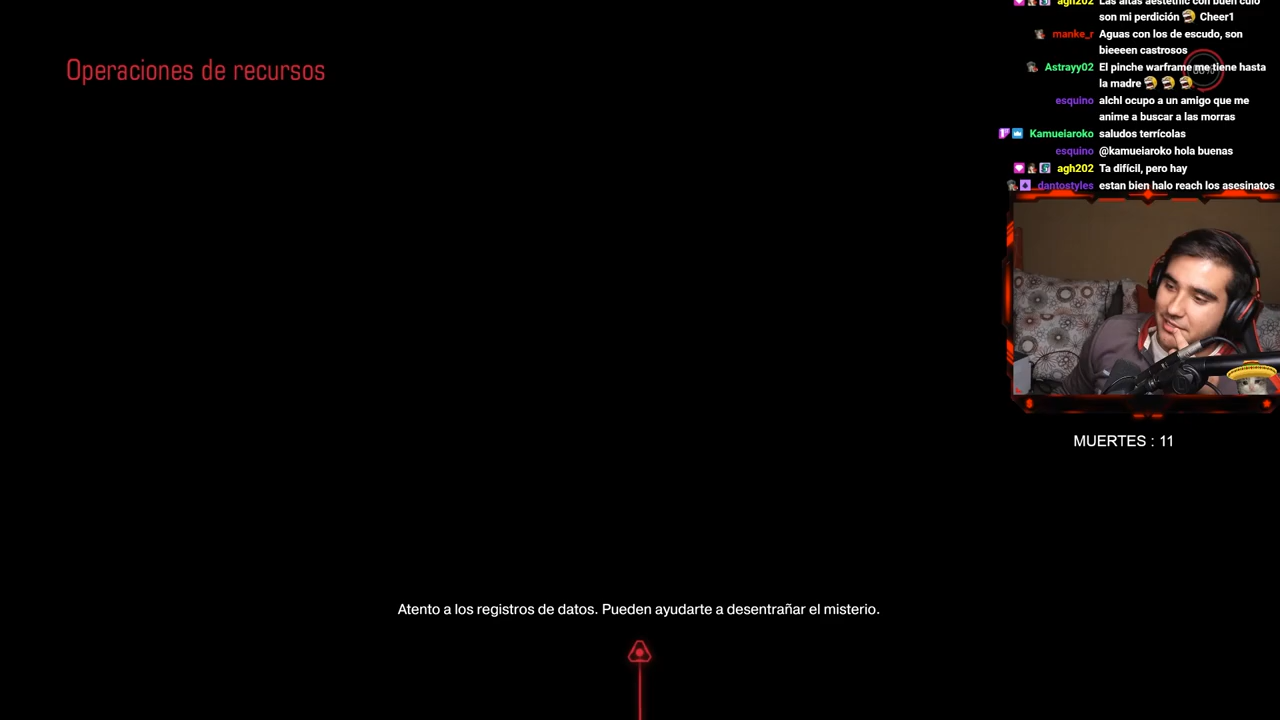 Operaciones de recursos
agh202 Las altas aestethic con buen culo
son mi perdición Cheer1
manke_r Aguas con los de escudo, son
bieeeen castrosos
Astrayy02 El pinche warframe me tiene hasta
la madre
esquino alchl ocupo a un amigo que me
anime a buscar a las morras
Kamueiaroko saludos terrícolas
esquino @kamueiaroko hola buenas
agh202 Ta difícil, pero hay
dantostyles estan bien halo reach los asesinatos
MUERTES : 11
Atento a los registros de datos. Pueden ayudarte a desentrañar el misterio.